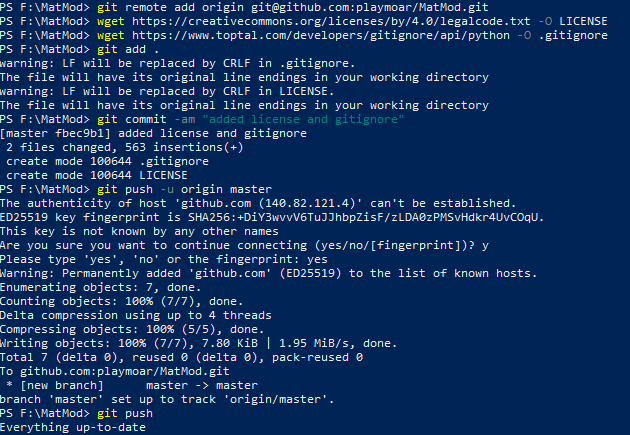 PS F:\MatMod> git remote add origin git@github.com:playmoar/MatMod.git
PS F:\MatMod> wget https://creativecommons.org/licenses/by/4.0/legalcode.txt -O LICENSE
PS F:\MatMod> wget https://www.toptal.com/developers/gitignore/api/python -O .gitignore
PS F:\MatMod> git add .
warning: LF will be replaced by CRLF in .gitignore.
The file will have its original line endings in your working directory
warning: LF will be replaced by CRLF in LICENSE.
The file will have its original line endings in your working directory
PS F:\MatMod> git commit -am "added license and gitignore"
[master fbec9b1] added license and gitignore
 2 files changed, 563 insertions(+)
 create mode 100644 .gitignore
 create mode 100644 LICENSE
PS F:\MatMod> git push -u origin master
The authenticity of host 'github.com (140.82.121.4)' can't be established.
ED25519 key fingerprint is SHA256:+DiY3wvvV6TuJJhbpZisF/zLDA0zPMSvHdkr4UvCOqU.
This key is not known by any other names
Are you sure you want to continue connecting (yes/no/[fingerprint])? y
Please type 'yes', 'no' or the fingerprint: yes
Warning: Permanently added 'github.com' (ED25519) to the list of known hosts.
Enumerating objects: 7, done.
Counting objects: 100% (7/7), done.
Delta compression using up to 4 threads
Compressing objects: 100% (5/5), done.
Writing objects: 100% (7/7), 7.80 KiB | 1.95 MiB/s, done.
Total 7 (delta 0), reused 0 (delta 0), pack-reused 0
To github.com:playmoar/MatMod.git
 * [new branch]      master -> master
branch 'master' set up to track 'origin/master'.
PS F:\MatMod> git push
Everything up-to-date